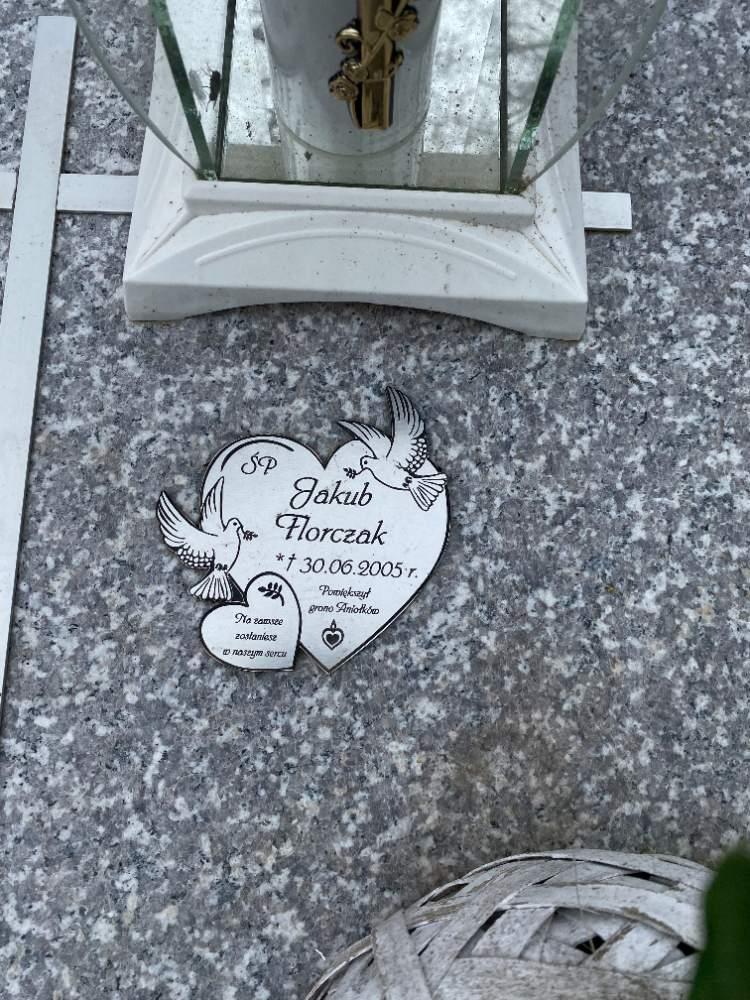 ŚP
Jakub
Florczak
*† 30.06.2005 r.
Powiększył
grono Aniołków
Na zawsze
zostaniesz
w naszym sercu